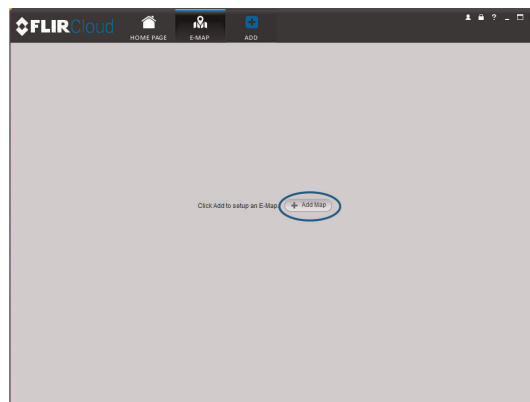 FLIRCloud
HOME PAGE
E-MAP
ADD
?
Click Add to setup an E-Map.
+ Add Map